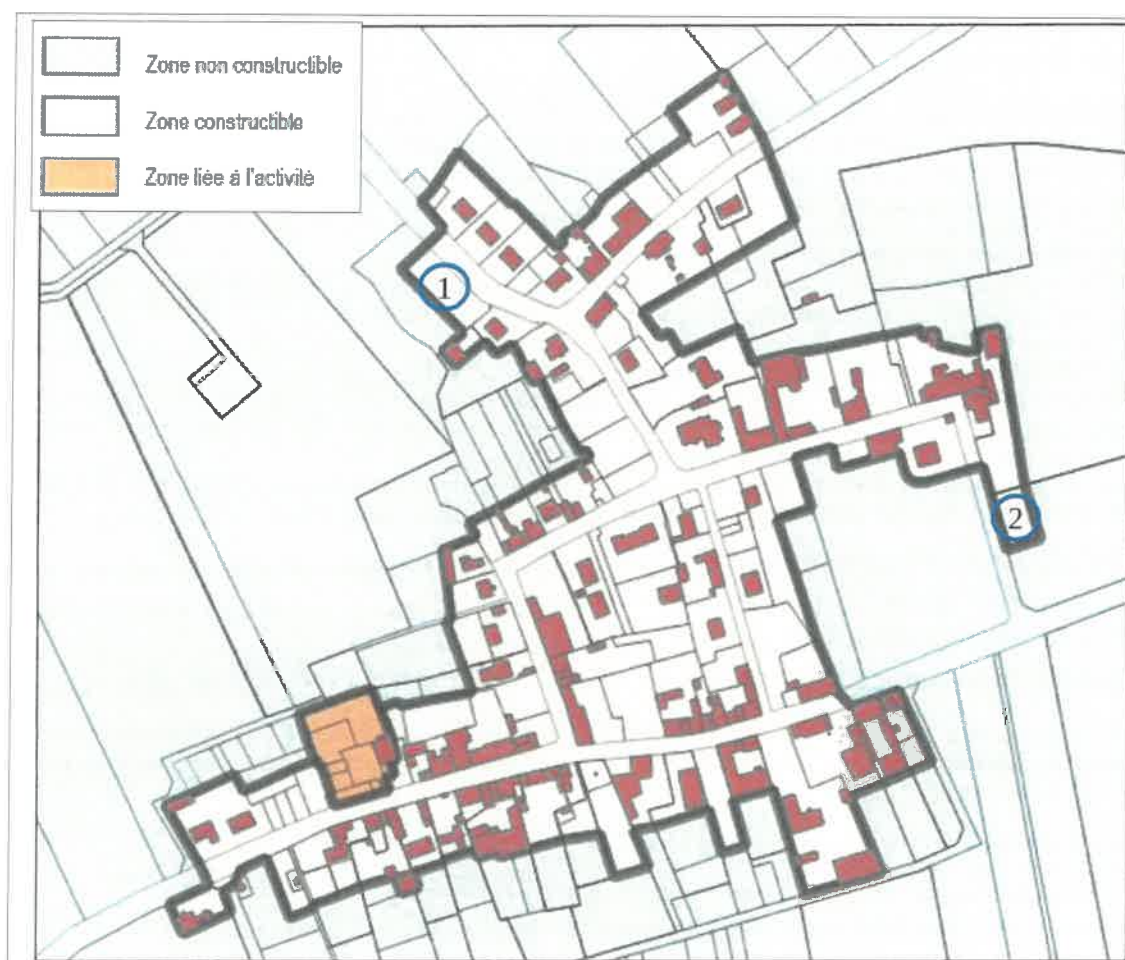 Zone non constructible
Zone constructible
Zone liée à l'activité
1
2